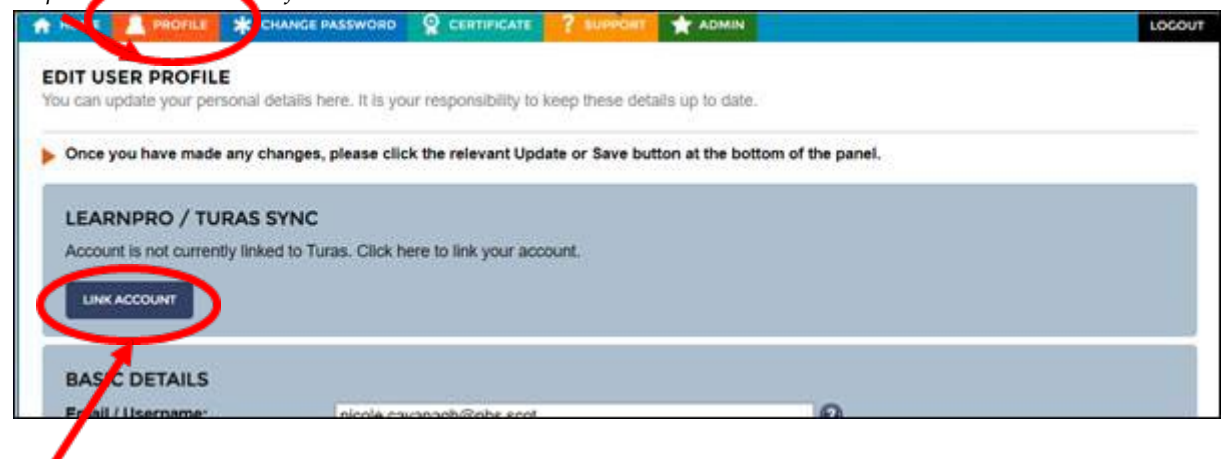 PROFILE CHANGE PASSWORD CERTIFICATE ? SUPPORT ADMIN LOGOUT
EDIT USER PROFILE
You can update your personal details here. It is your responsibility to keep these details up to date.
Once you have made any changes, please click the relevant Update or Save button at the bottom of the panel.
LEARNPRO / TURAS SYNC
Account is not currently linked to Turas. Click here to link your account.
LINK ACCOUNT
BASIC DETAILS
Email / Username: